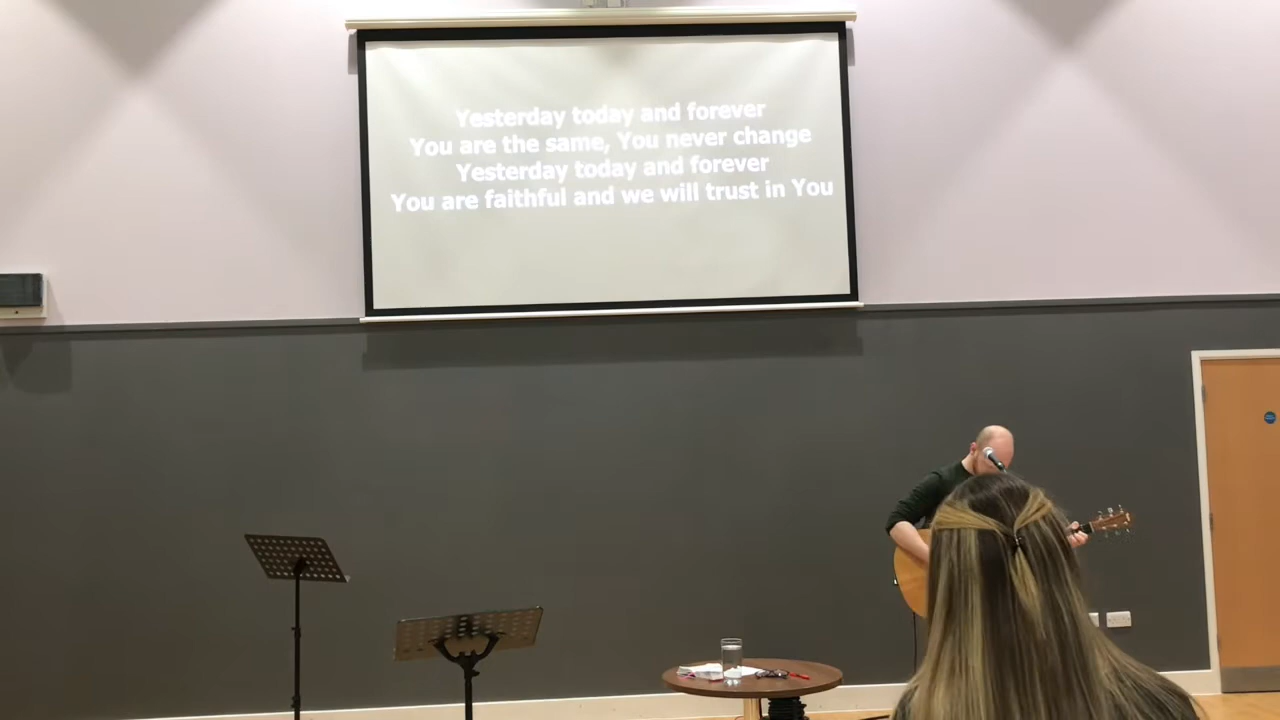 Yesterday today and forever
You are the same, You never change
Yesterday today and forever
You are faithful and we will trust in You